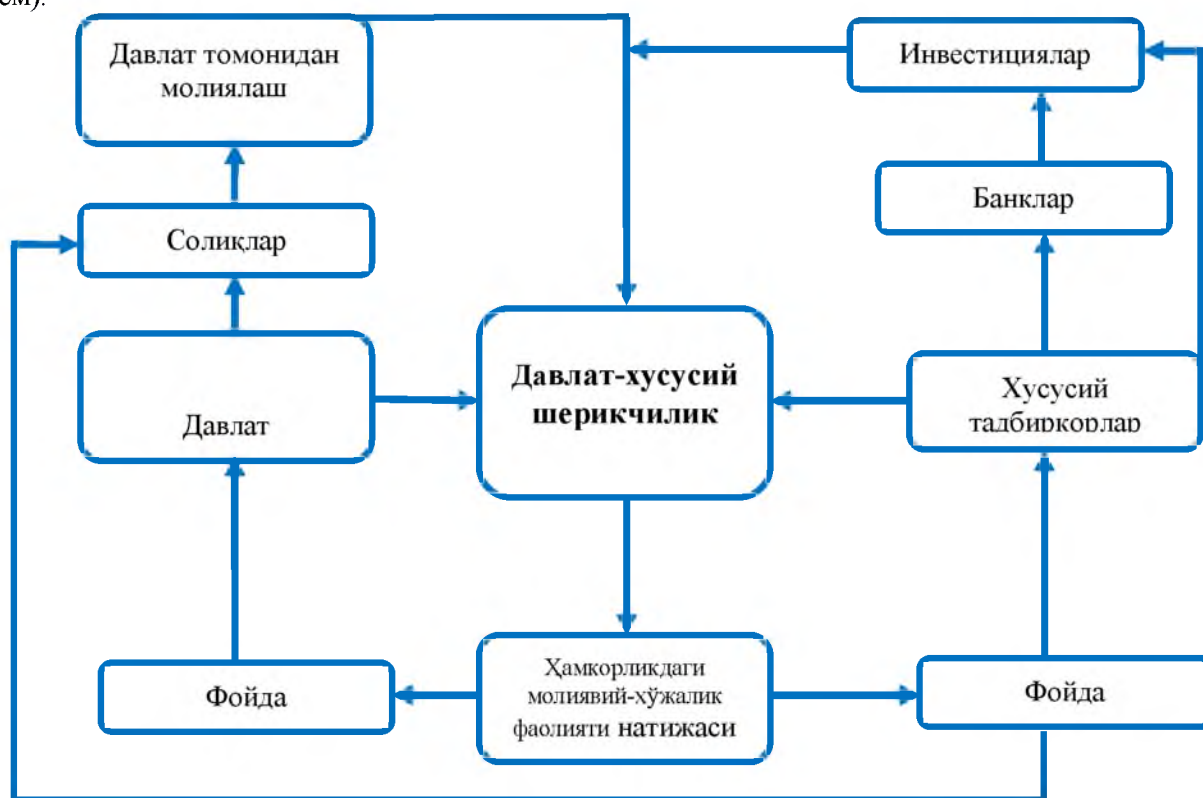 ем).
Давлат томонидан
молиялаш
Инвестициялар
Банклар
Солиқлар
Давлат-хусусий
шерикчилик
Хусусий
тадбиркорлар
Давлат
Ҳамкорликдаги
молиявий-хўжалик
фаолияти натижаси
Фойда
Фойда